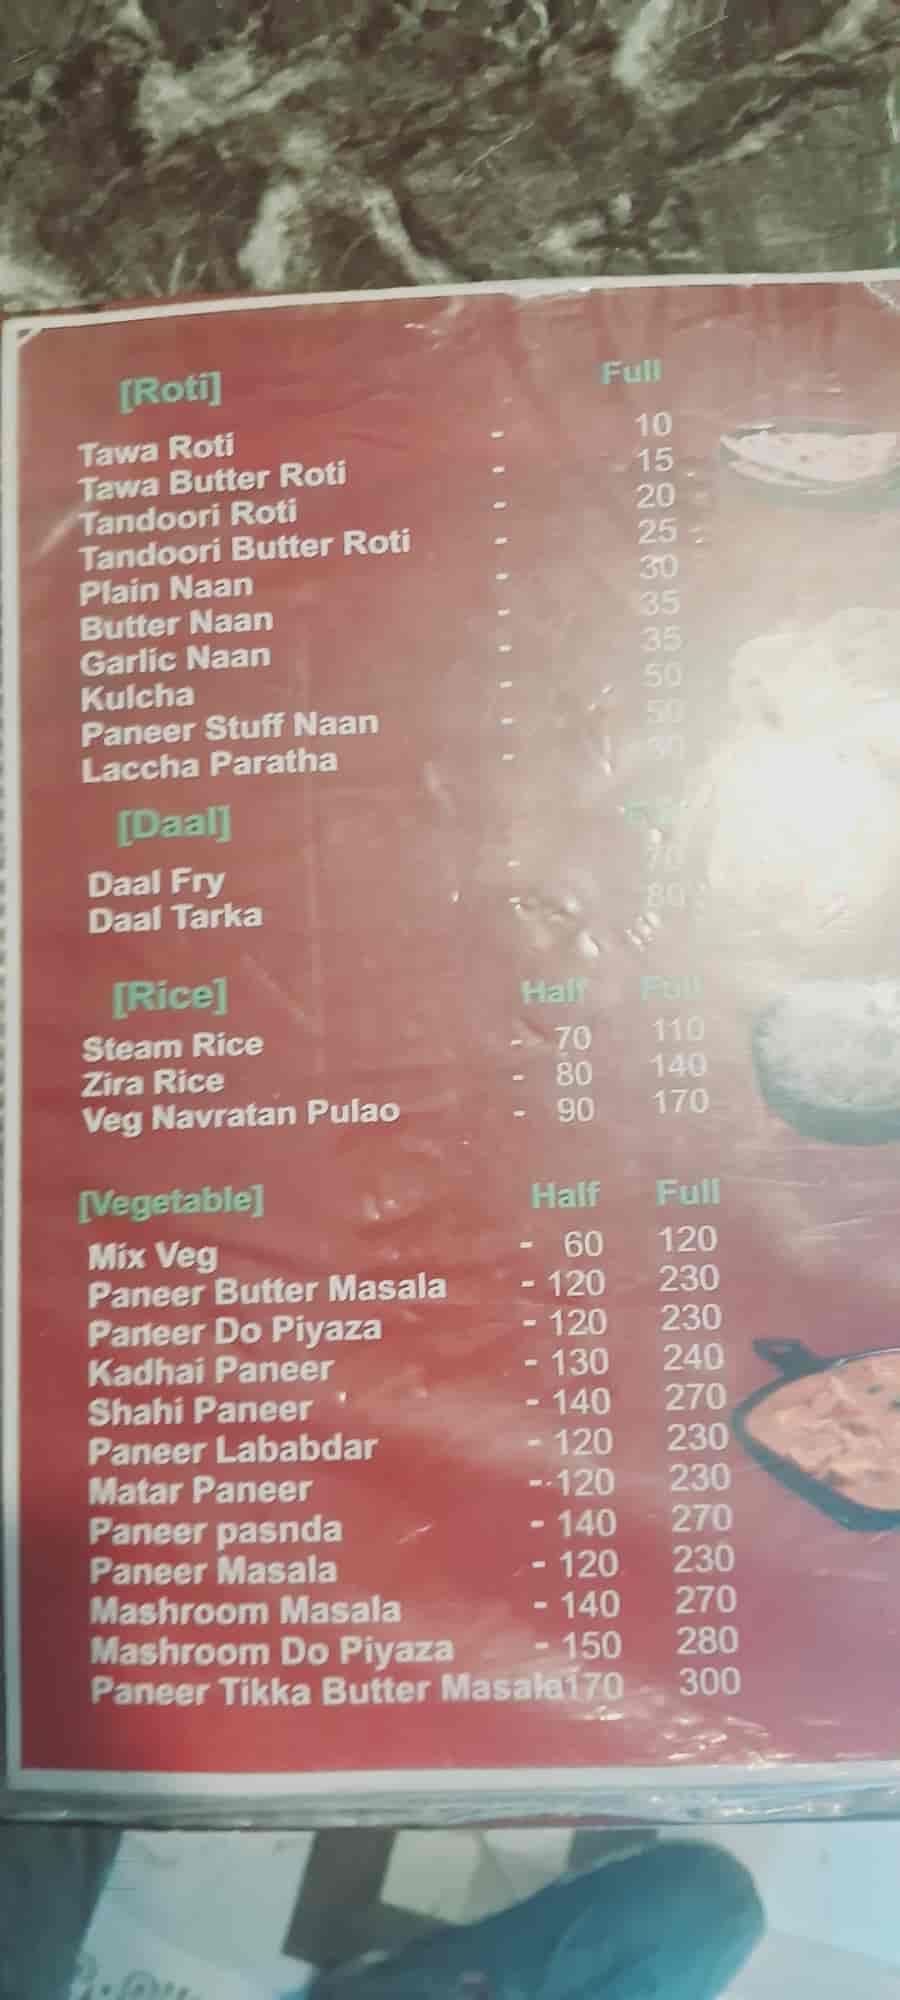 [Roti] Full
Tawa Roti - 10
Tawa Butter Roti - 15
Tandoori Roti - 20
Tandoori Butter Roti - 25
Plain Naan - 30
Butter Naan - 35
Garlic Naan - 35
Kulcha - 50
Paneer Stuff Naan - 50
Laccha Paratha -
[Daal]
Daal Fry - 70
Daal Tarka - 80
[Rice] Half Full
Steam Rice - 70 110
Zira Rice - 80 140
Veg Navratan Pulao - 90 170
[Vegetable] Half Full
Mix Veg - 60 120
Paneer Butter Masala - 120 230
Paneer Do Piyaza - 120 230
Kadhai Paneer - 130 240
Shahi Paneer - 140 270
Paneer Lababdar - 120 230
Matar Paneer - 120 230
Paneer pasnda - 140 270
Paneer Masala - 120 230
Mashroom Masala - 140 270
Mashroom Do Piyaza - 150 280
Paneer Tikka Butter Masala 170 300